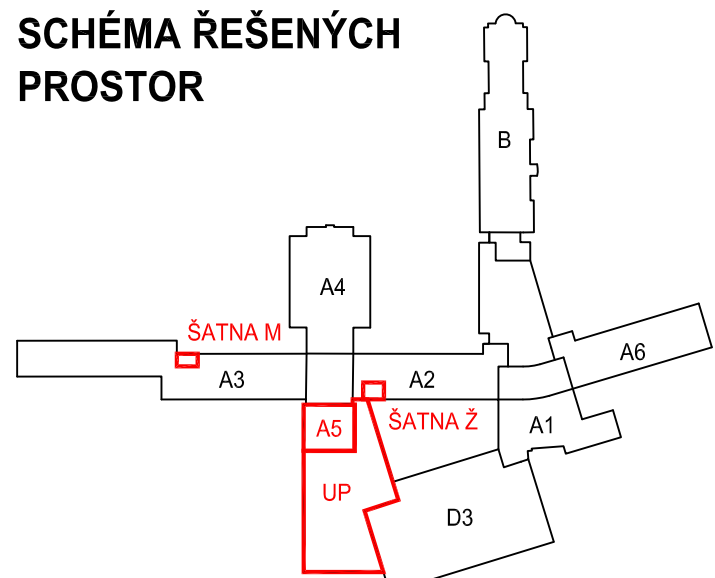 SCHÉMA ŘEŠENÝCH
PROSTOR
B
A4
ŠATNA M
A6
A3
A2
ŠATNA Ž
A1
A5
UP
D3